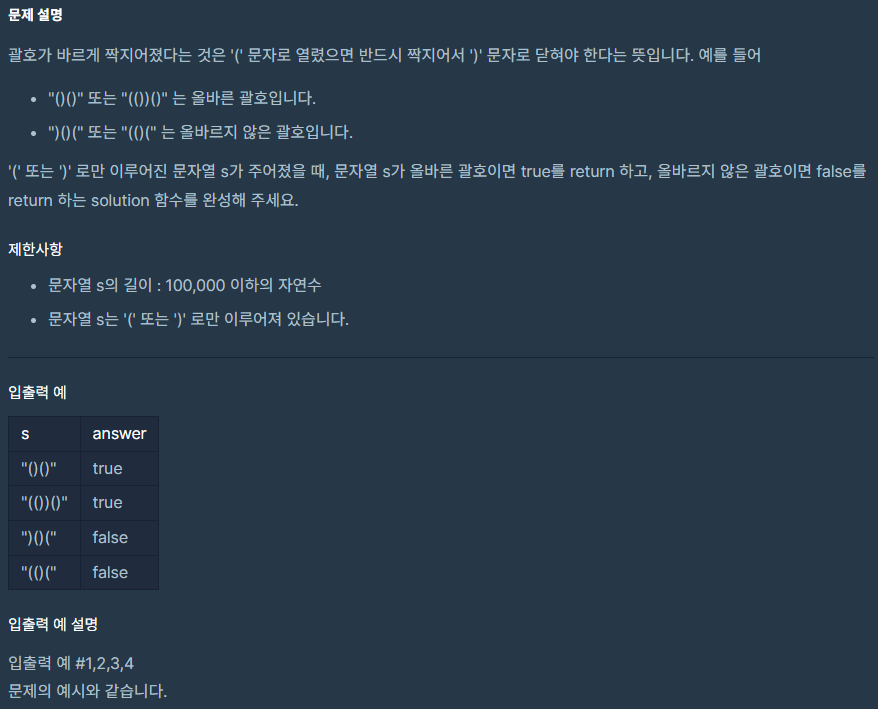 문제 설명
괄호가 바르게 짝지어졌다는 것은 '(' 문자로 열렸으면 반드시 짝지어서 ')' 문자로 닫혀야 한다는 뜻입니다. 예를 들어
• "()()" 또는 "(())()" 는 올바른 괄호입니다.
• ")()(" 또는 "(()(" 는 올바르지 않은 괄호입니다.
'(' 또는 ')' 로만 이루어진 문자열 s가 주어졌을 때, 문자열 s가 올바른 괄호이면 true를 return 하고, 올바르지 않은 괄호이면 false를
return 하는 solution 함수를 완성해 주세요.
제한사항
• 문자열 s의 길이 : 100,000 이하의 자연수
• 문자열 s는 '(' 또는 ')' 로만 이루어져 있습니다.
입출력 예
s answer
"()()" true
"(())()" true
")()(" false
"(()(" false
입출력 예 설명
입출력 예 #1,2,3,4
문제의 예시와 같습니다.